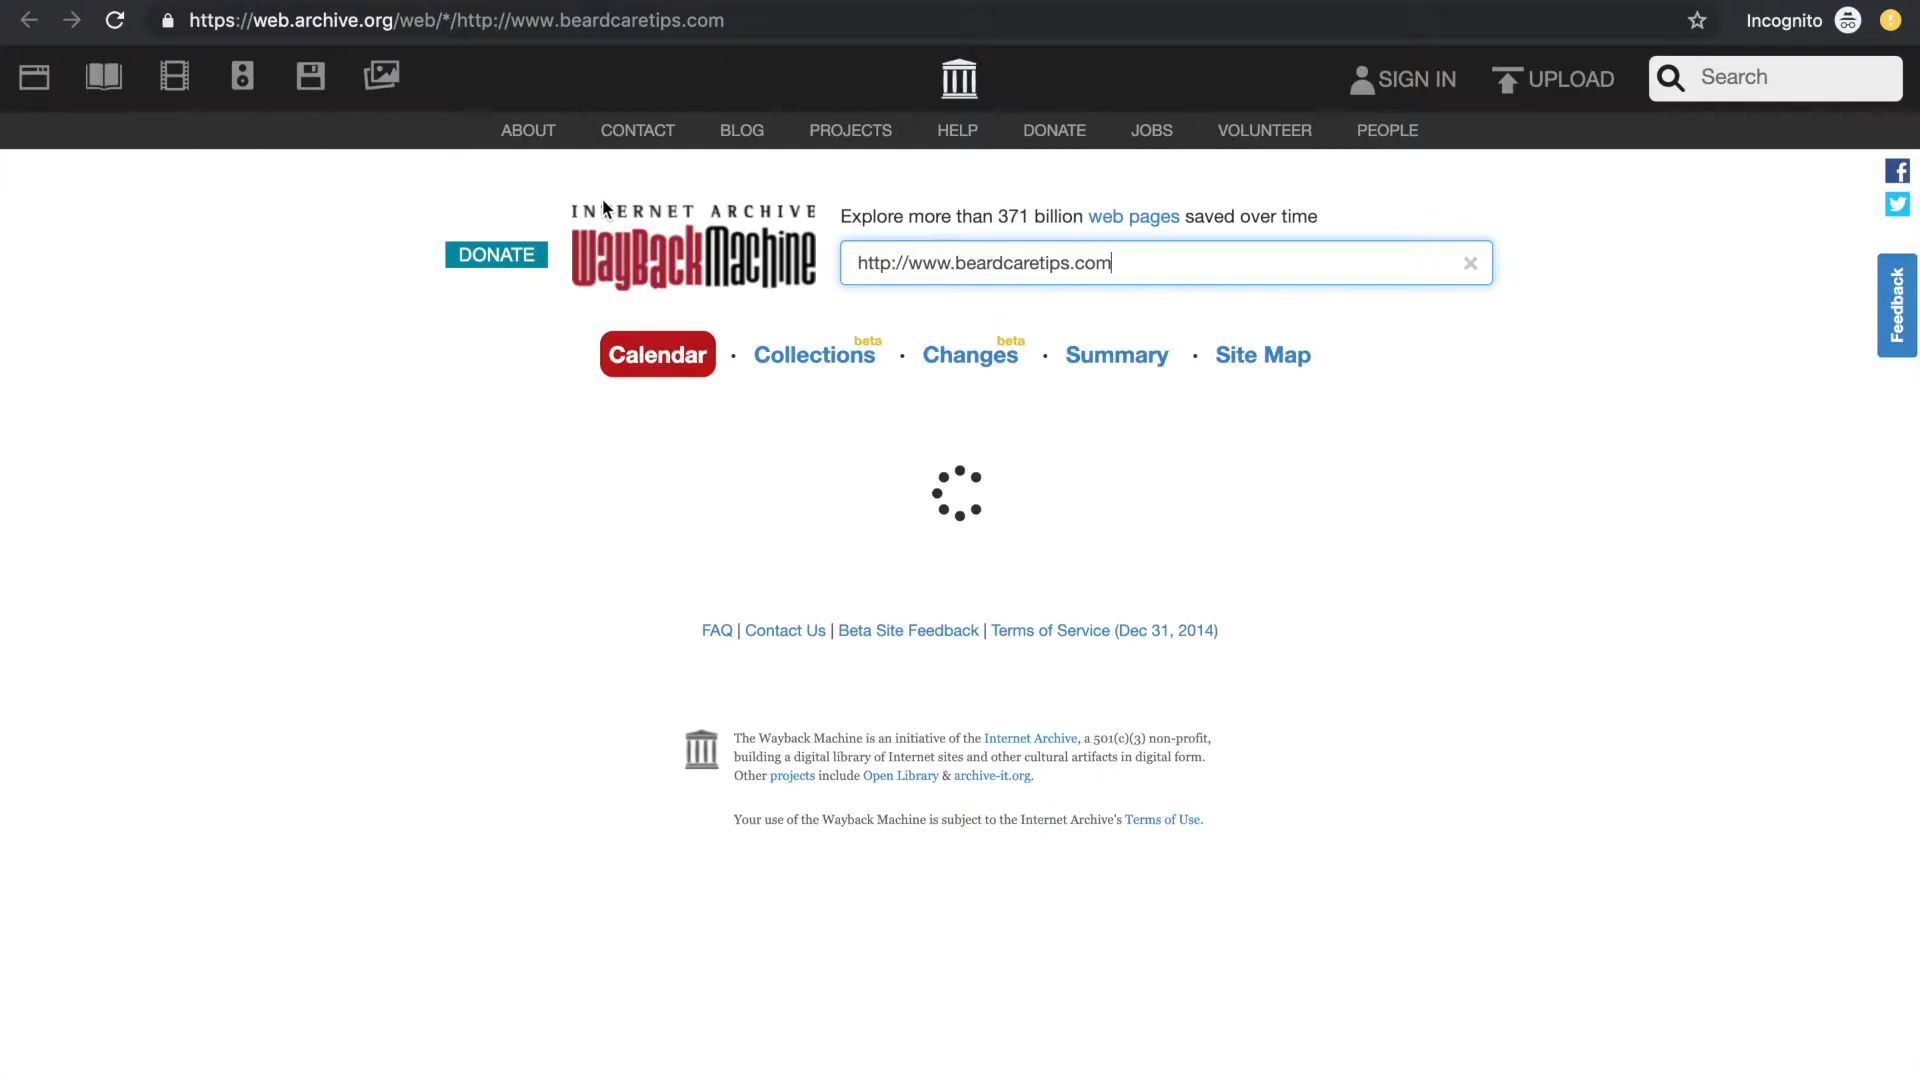 https://web.archive.org/web/*/http://www.beardcaretips.com
Incognito
SIGN IN
UPLOAD
Search
ABOUT CONTACT BLOG PROJECTS HELP DONATE JOBS VOLUNTEER PEOPLE
DONATE
INTERNET ARCHIVE
WayBackMachine
Explore more than 371 billion web pages saved over time
http://www.beardcaretips.com
Feedback
Calendar · Collections beta · Changes beta · Summary · Site Map
FAQ | Contact Us | Beta Site Feedback | Terms of Service (Dec 31, 2014)
The Wayback Machine is an initiative of the Internet Archive, a 501(c)(3) non-profit,
building a digital library of Internet sites and other cultural artifacts in digital form.
Other projects include Open Library & archive-it.org.
Your use of the Wayback Machine is subject to the Internet Archive's Terms of Use.